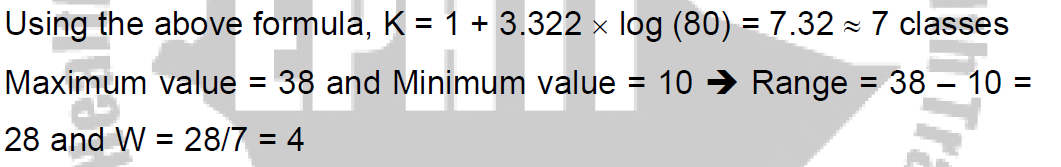 Using the above formula, K = 1 + 3.322 × log (80) = 7.32 ≈ 7 classes
Maximum value = 38 and Minimum value = 10 ➔ Range = 38 – 10 =
28 and W = 28/7 = 4